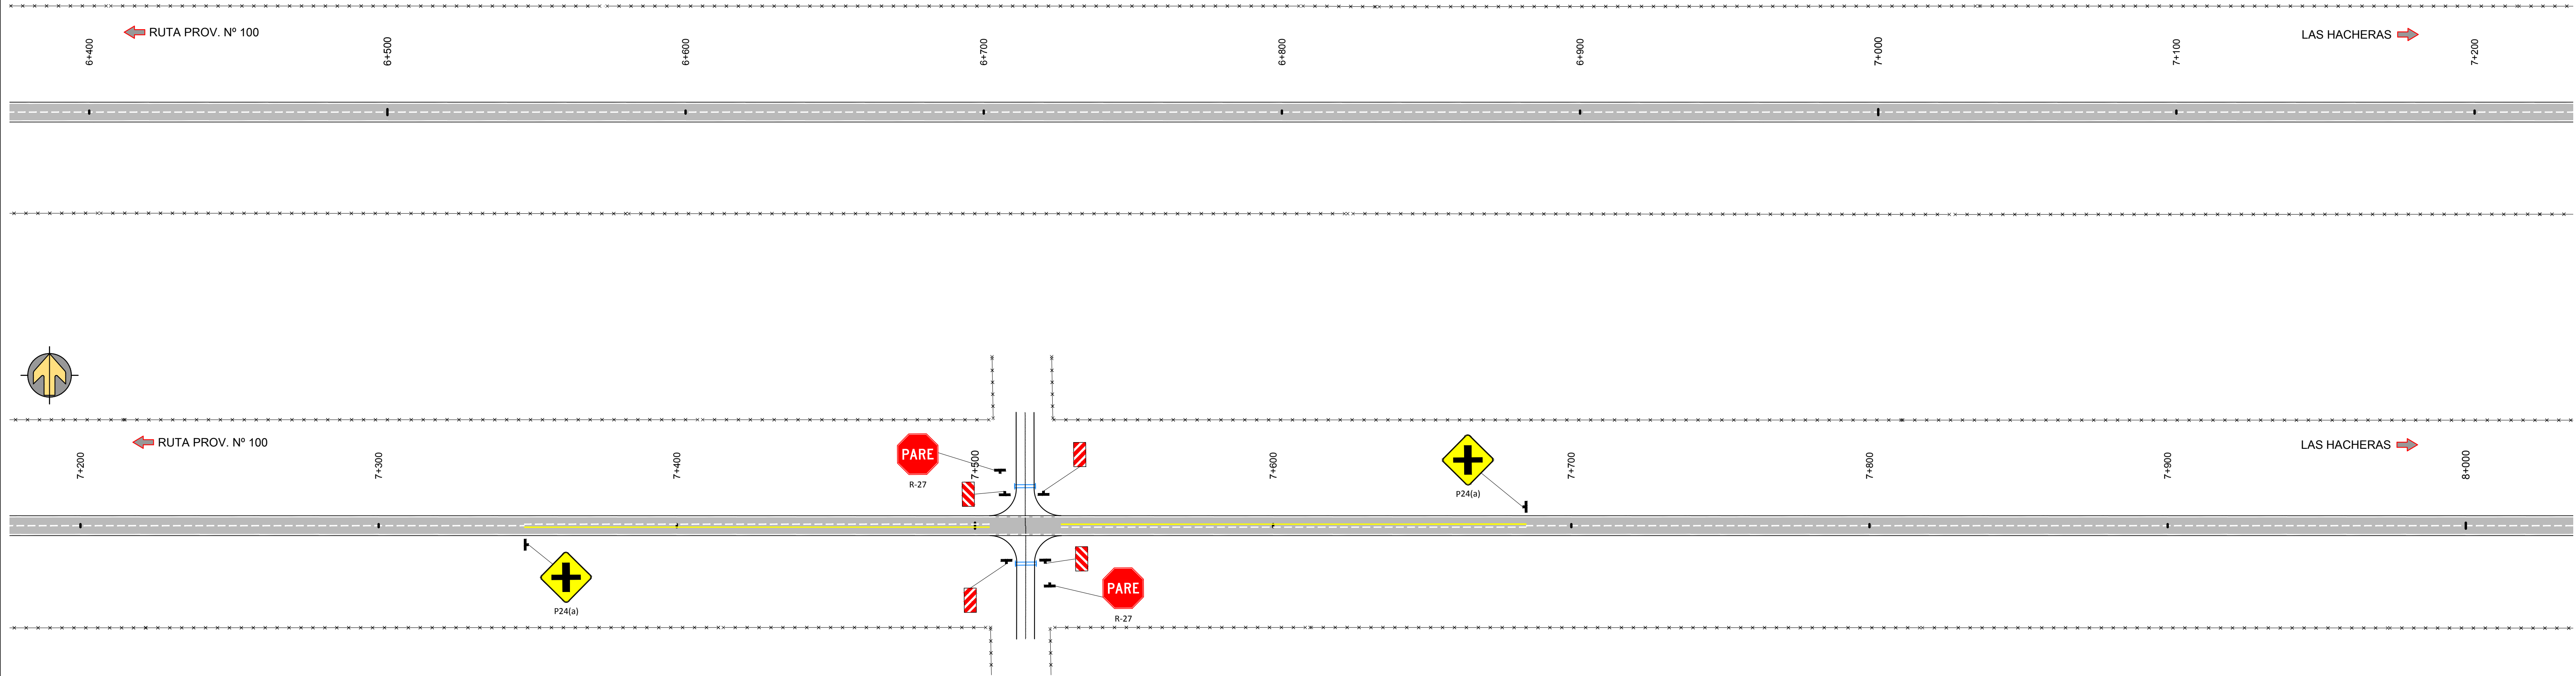 RUTA PROV. Nº 100
LAS HACHERAS
6+400
6+500
6+600
6+700
6+800
6+900
7+000
7+100
7+200
RUTA PROV. Nº 100
LAS HACHERAS
7+200
7+300
7+400
7+500
7+600
7+700
7+800
7+900
8+000
PARE
R-27
P24(a)
P24(a)
PARE
R-27